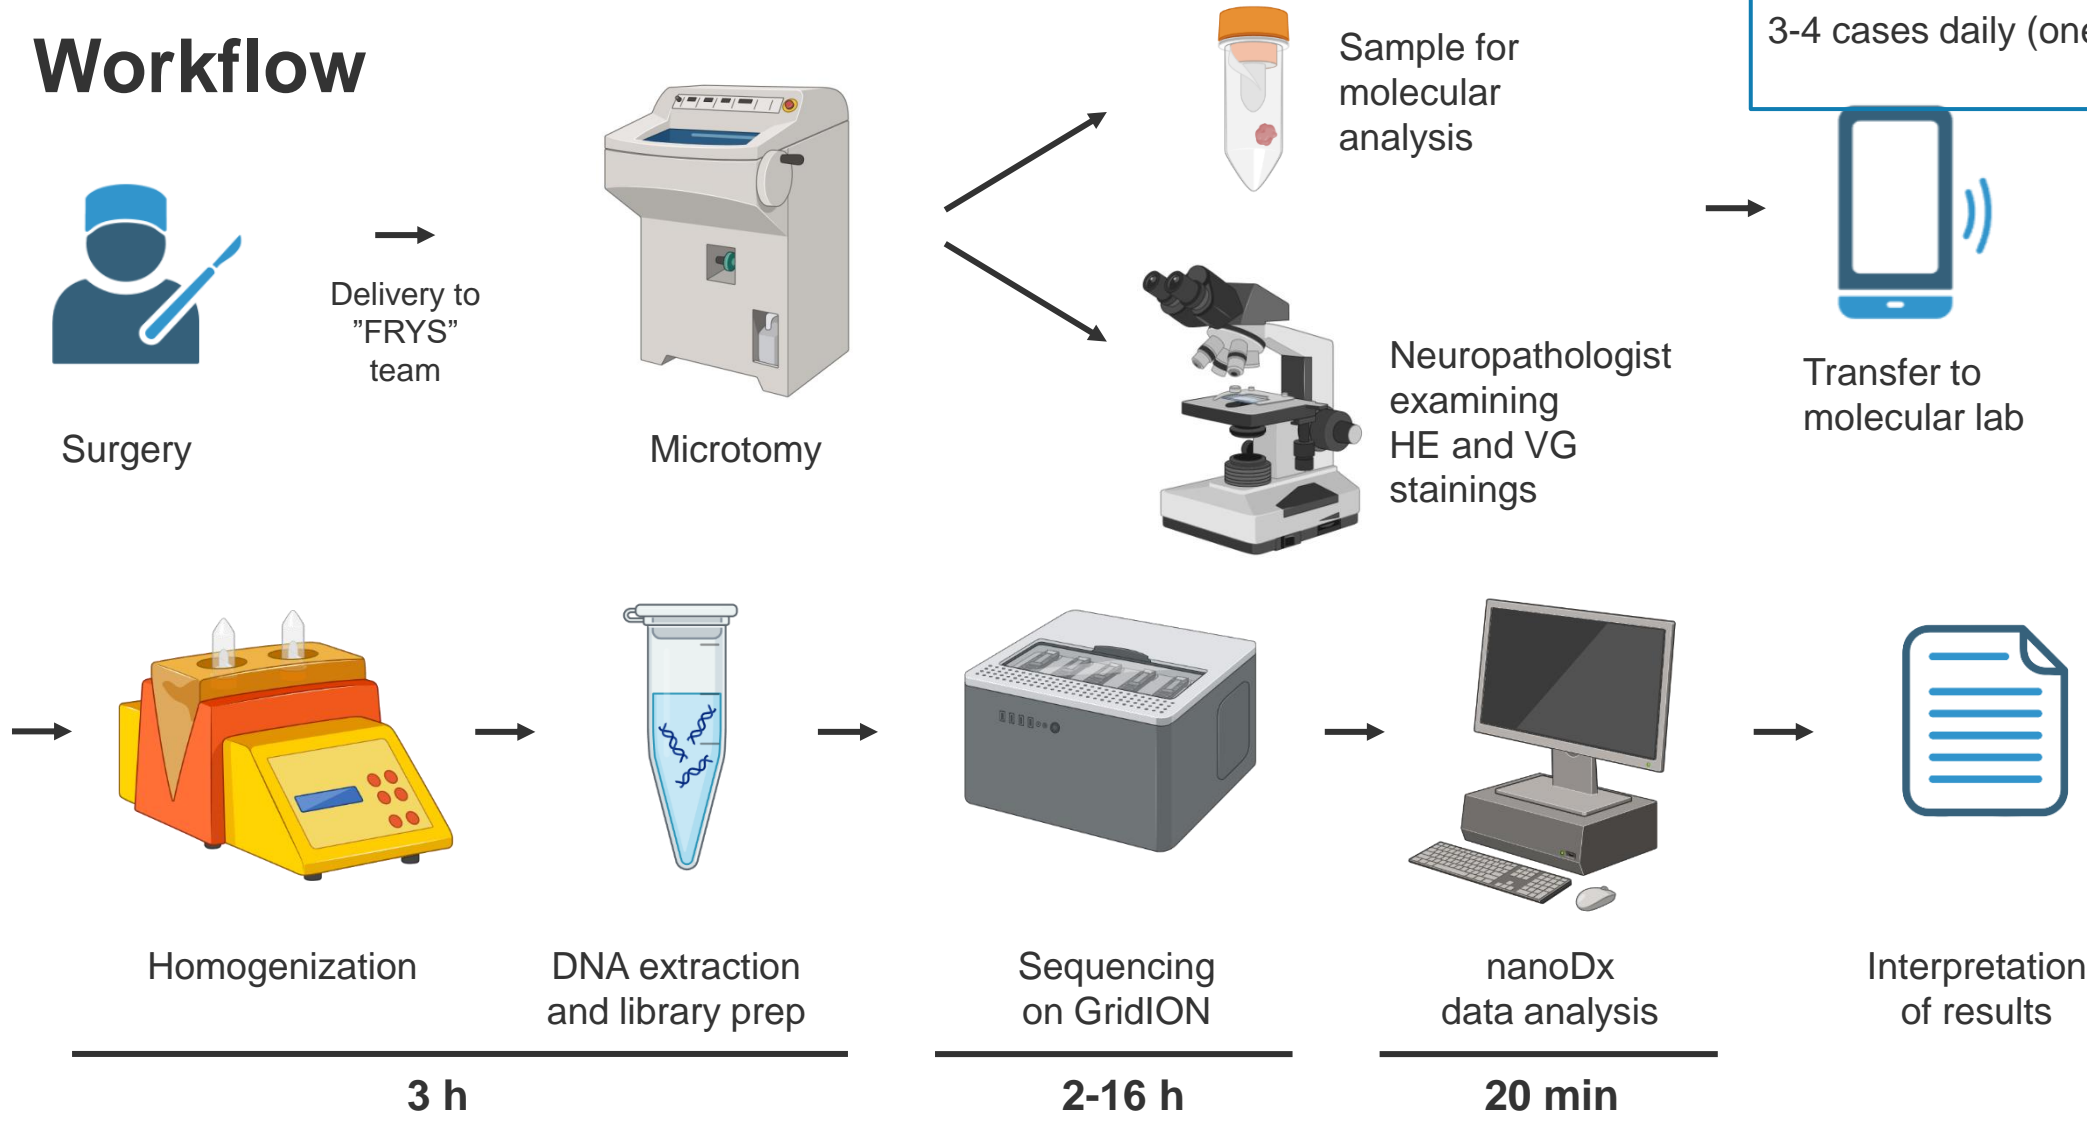 Workflow
3-4 cases daily
Sample for
molecular
analysis
Delivery to
”FRYS”
team
Surgery
Microtomy
Neuropathologist
examining
HE and VG
stainings
Transfer to
molecular lab
Homogenization
DNA extraction
and library prep
Sequencing
on GridION
nanoDx
data analysis
Interpretation
of results
3 h
2-16 h
20 min